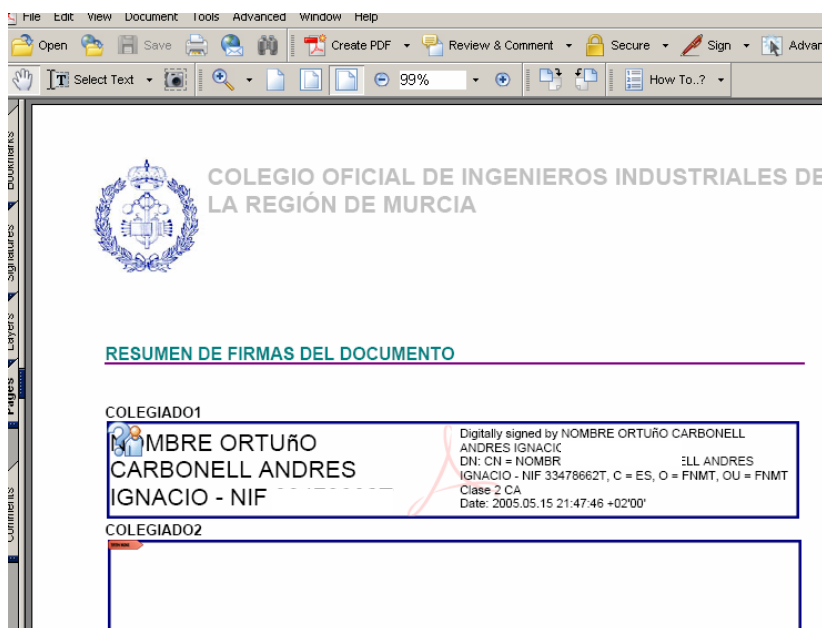 File Edit View Document Tools Advanced Window Help
Open Save Create PDF Review & Comment Secure Sign Advan
Select Text 99% How To..?
Bookmarks
Signatures
Layers
Pages
Comments
COLEGIO OFICIAL DE INGENIEROS INDUSTRIALES DE
LA REGIÓN DE MURCIA
RESUMEN DE FIRMAS DEL DOCUMENTO
COLEGIADO1
NOMBRE ORTUñO
CARBONELL ANDRES
IGNACIO - NIF
Digitally signed by NOMBRE ORTUñO CARBONELL
ANDRES IGNACIO
DN: CN = NOMBR ELL ANDRES
IGNACIO - NIF 33478662T, C = ES, O = FNMT, OU = FNMT
Clase 2 CA
Date: 2005.05.15 21:47:46 +02'00'
COLEGIADO2